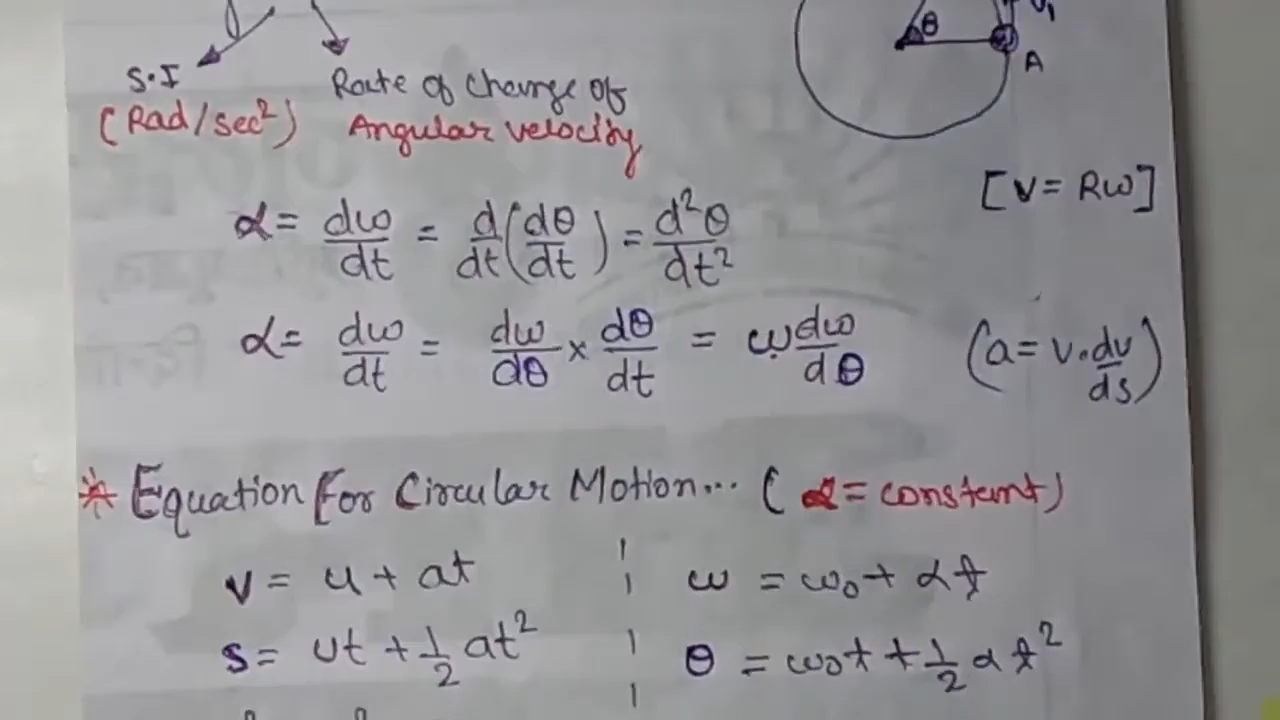 θ
v₁
A
S.I
(Rad/sec²)
Rate of change of
Angular velocity
[V = Rω]
α = dω/dt = d/dt(dθ/dt) = d²θ/dt²
α = dω/dt = dω/dθ × dθ/dt = ω dω/dθ
(a = v.dv/ds)
* Equation For Circular Motion... (α = constant)
v = u + at
ω = ω₀ + αt
s = ut + 1/2 at²
θ = ω₀t + 1/2 αt²